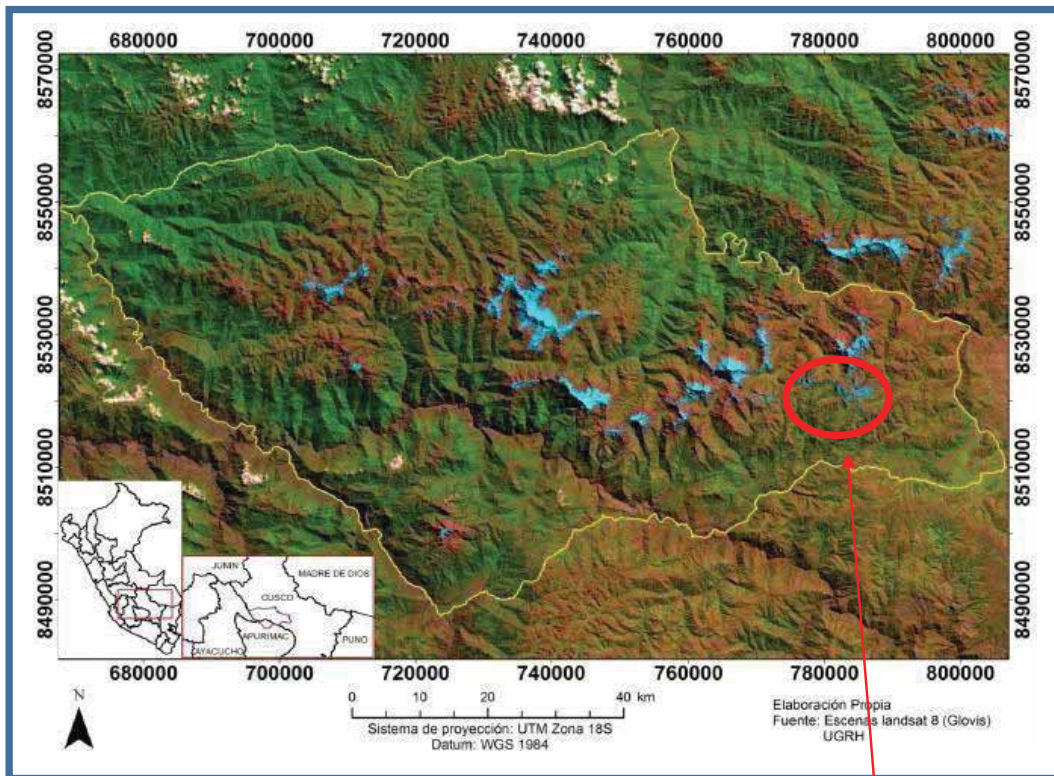 680000 700000 720000 740000 760000 780000 800000
8570000 8570000
8550000 8550000
8530000 8530000
8510000 8510000
8490000 8490000
JUNIN
MADRE DE DIOS
CUSCO
APURIMAC
AYACUCHO
PUNO
680000 700000 720000 740000 760000 780000 800000
N
0 10 20 40 km
Sistema de proyección: UTM Zona 18S
Datum: WGS 1984
Elaboración Propia
Fuente: Escenas landsat 8 (Glovis)
UGRH